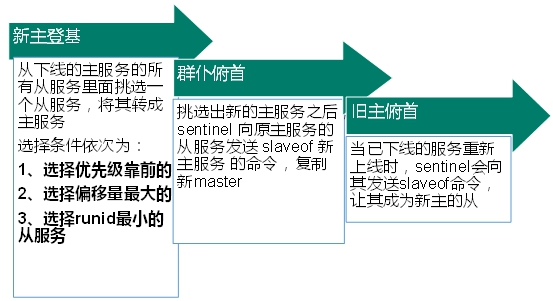 新主登基
从下线的主服务的所
有从服务里面挑选一
个从服务，将其转成
主服务
选择条件依次为：
1、选择优先级靠前的
2、选择偏移量最大的
3、选择runid最小的
从服务
群仆俯首
挑选出新的主服务之后，
sentinel 向原主服务的
从服务发送 slaveof 新
主服务 的命令，复制
新master
旧主俯首
当已下线的服务重新
上线时，sentinel会向
其发送slaveof命令，
让其成为新主的从